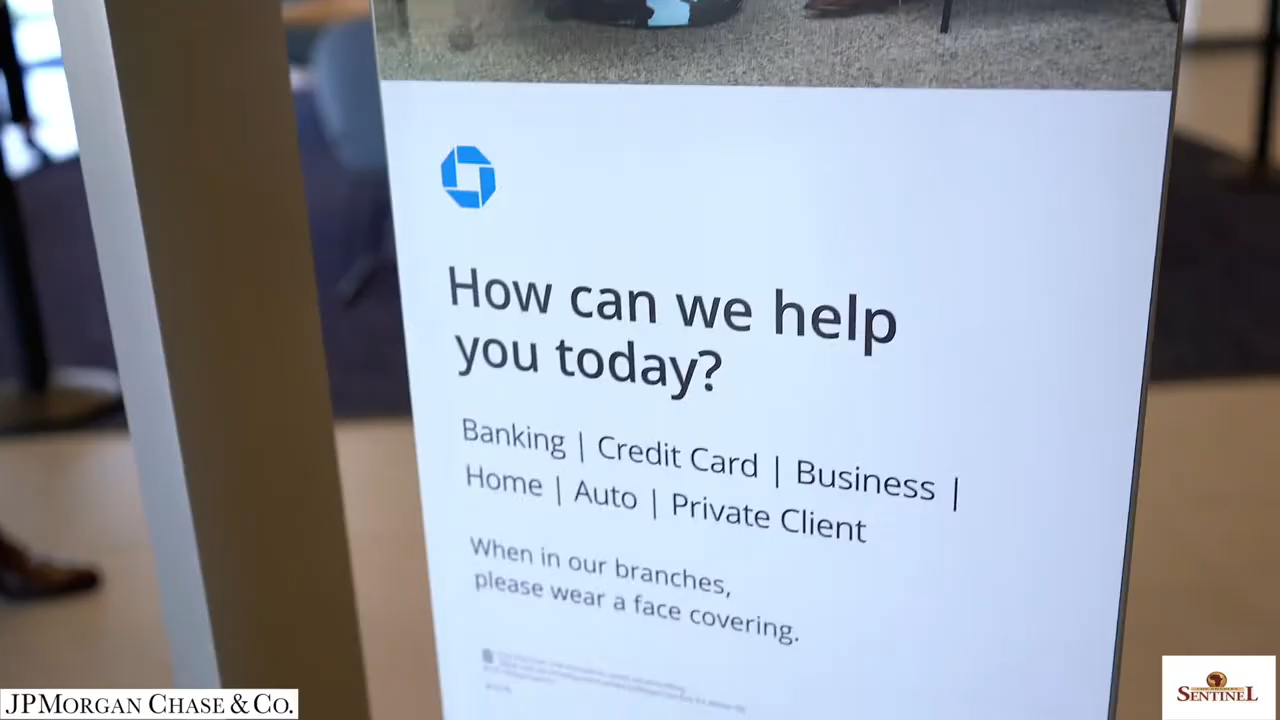 How can we help
you today?
Banking | Credit Card | Business |
Home | Auto | Private Client
When in our branches,
please wear a face covering.
JPMORGAN CHASE & CO.
SENTINEL